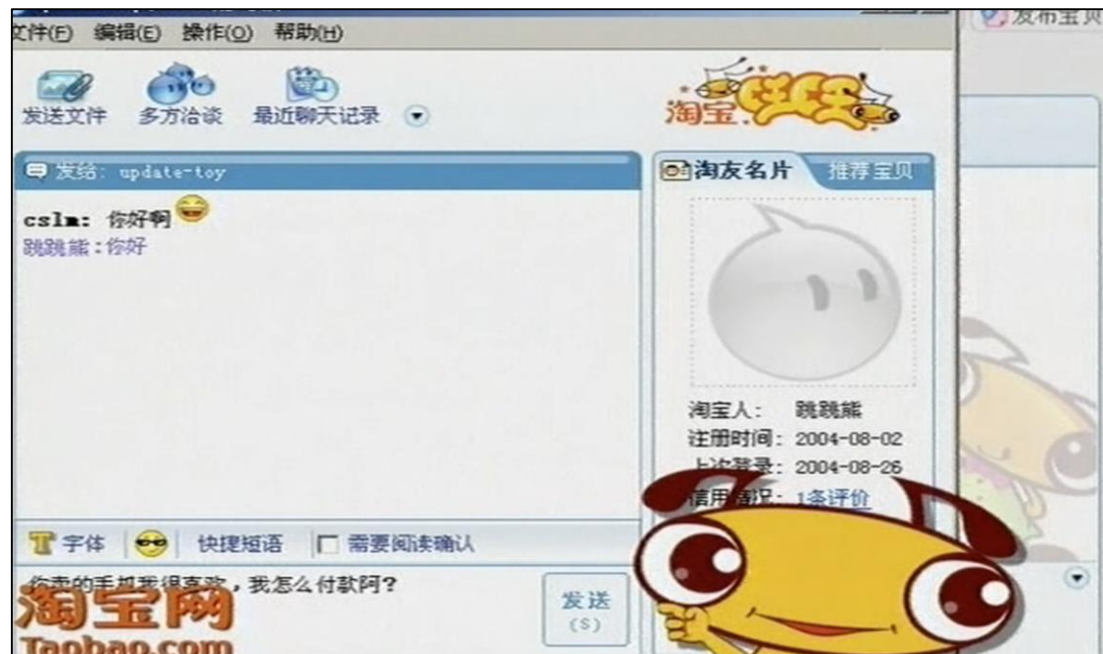 文件(F) 编辑(E) 操作(O) 帮助(H)
发布宝贝
发送文件 多方洽谈 最近聊天记录
淘宝.旺旺
发给: update-toy
淘友名片 推荐宝贝
cslm: 你好啊
跳跳熊:你好
淘宝人: 跳跳熊
注册时间: 2004-08-02
上次登录: 2004-08-26
信用情况: 1条评价
字体 快捷短语 需要阅读确认
你卖的手机我很喜欢,我怎么付款阿?
发送
(S)
淘宝网
Taobao.com